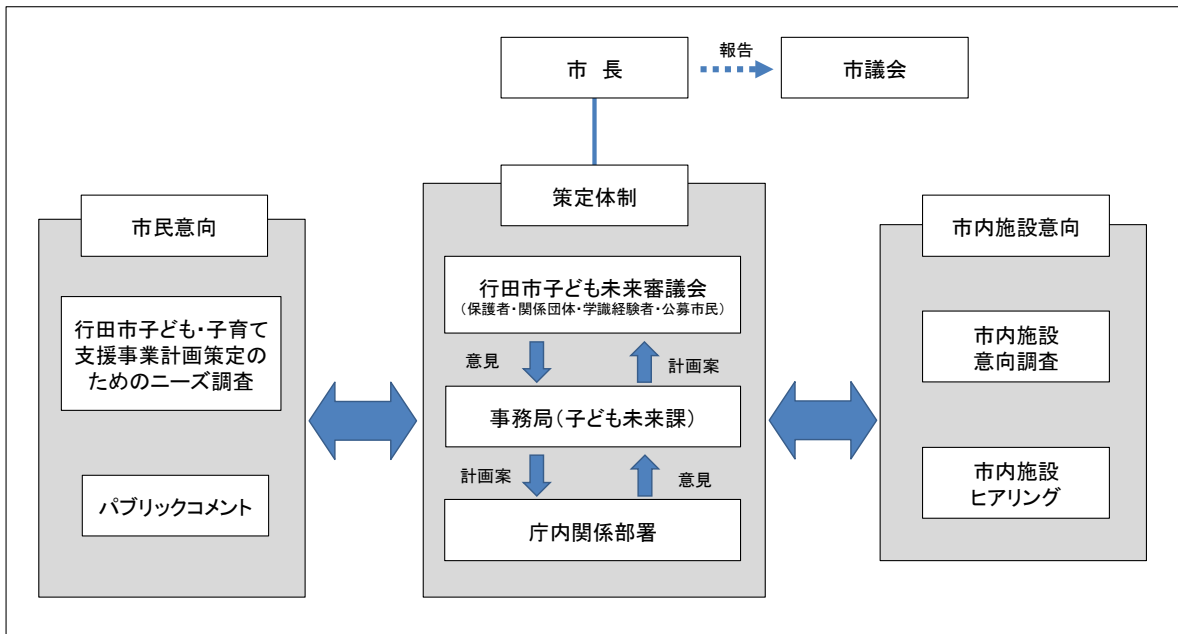 市 長
報告
市議会
策定体制
行田市子ども未来審議会
(保護者・関係団体・学識経験者・公募市民)
意見
計画案
事務局(子ども未来課)
計画案
意見
庁内関係部署
市民意向
行田市子ども・子育て
支援事業計画策定の
ためのニーズ調査
パブリックコメント
市内施設意向
市内施設
意向調査
市内施設
ヒアリング